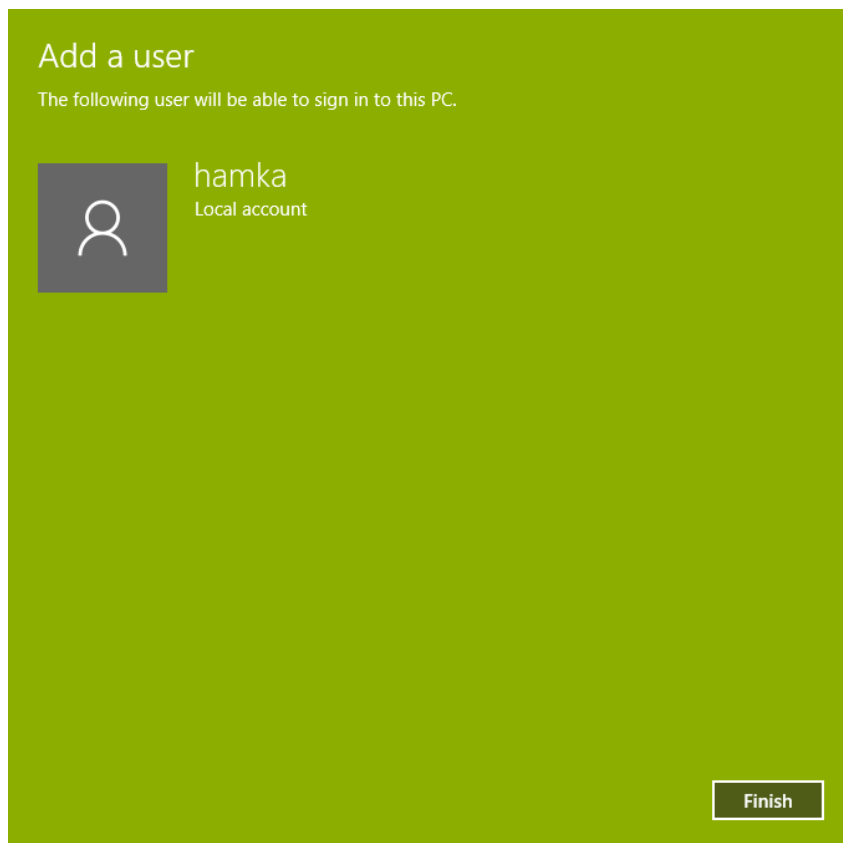 Add a user
The following user will be able to sign in to this PC.
hamka
Local account
Finish